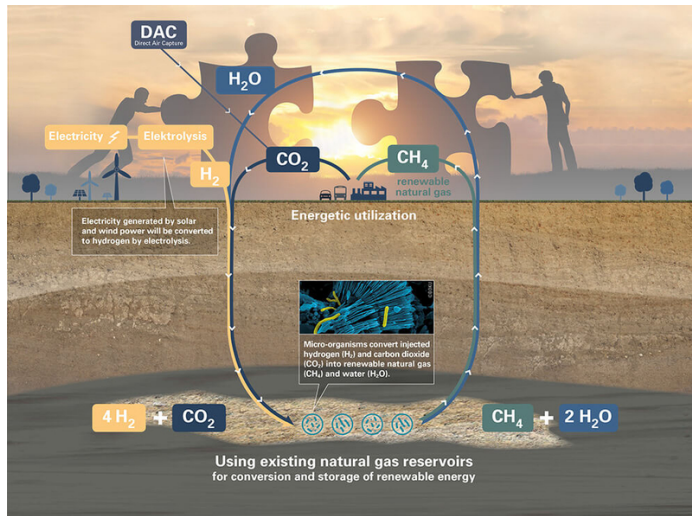 DAC
Direct Air Capture
H₂O
Electricity
Elektrolysis
H₂
CO₂
CH₄
renewable
natural gas
Energetic utilization
Electricity generated by solar
and wind power will be converted
to hydrogen by electrolysis.
Micro-organisms convert injected
hydrogen (H₂) and carbon dioxide
(CO₂) into renewable natural gas
(CH₄) and water (H₂O).
4 H₂ + CO₂
CH₄ + 2 H₂O
Using existing natural gas reservoirs
for conversion and storage of renewable energy